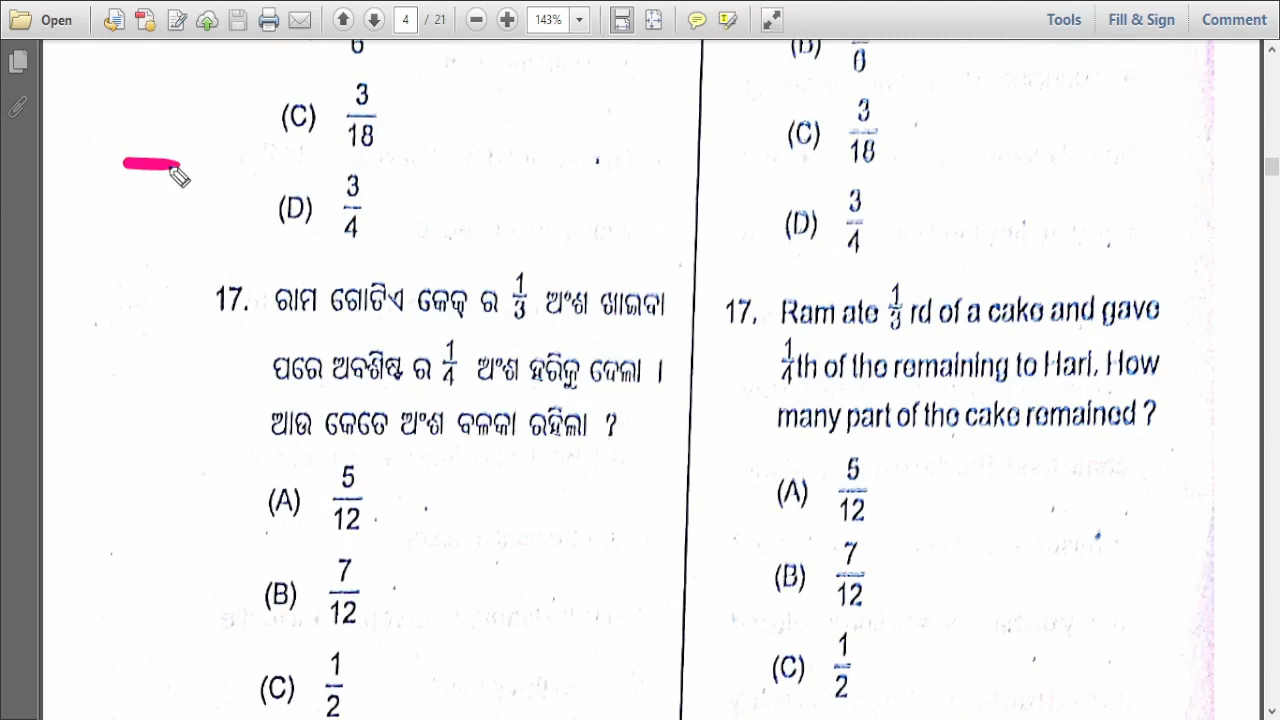 Open
4 / 21
143%
Tools
Fill & Sign
Comment
6
(C) 3/18
(D) 3/4
17. ରାମ ଗୋଟିଏ କେକ୍ ର 1/3 ଅଂଶ ଖାଇବା
ପରେ ଅବଶିଷ୍ଟ ର 1/4 ଅଂଶ ହରିକୁ ଦେଲା ।
ଆଉ କେତେ ଅଂଶ ବଳକା ରହିଲା ?
(A) 5/12
(B) 7/12
(C) 1/2
(B) 6
(C) 3/18
(D) 3/4
17. Ram ate 1/3 rd of a cake and gave
1/4th of the remaining to Hari. How
many part of the cake remained ?
(A) 5/12
(B) 7/12
(C) 1/2